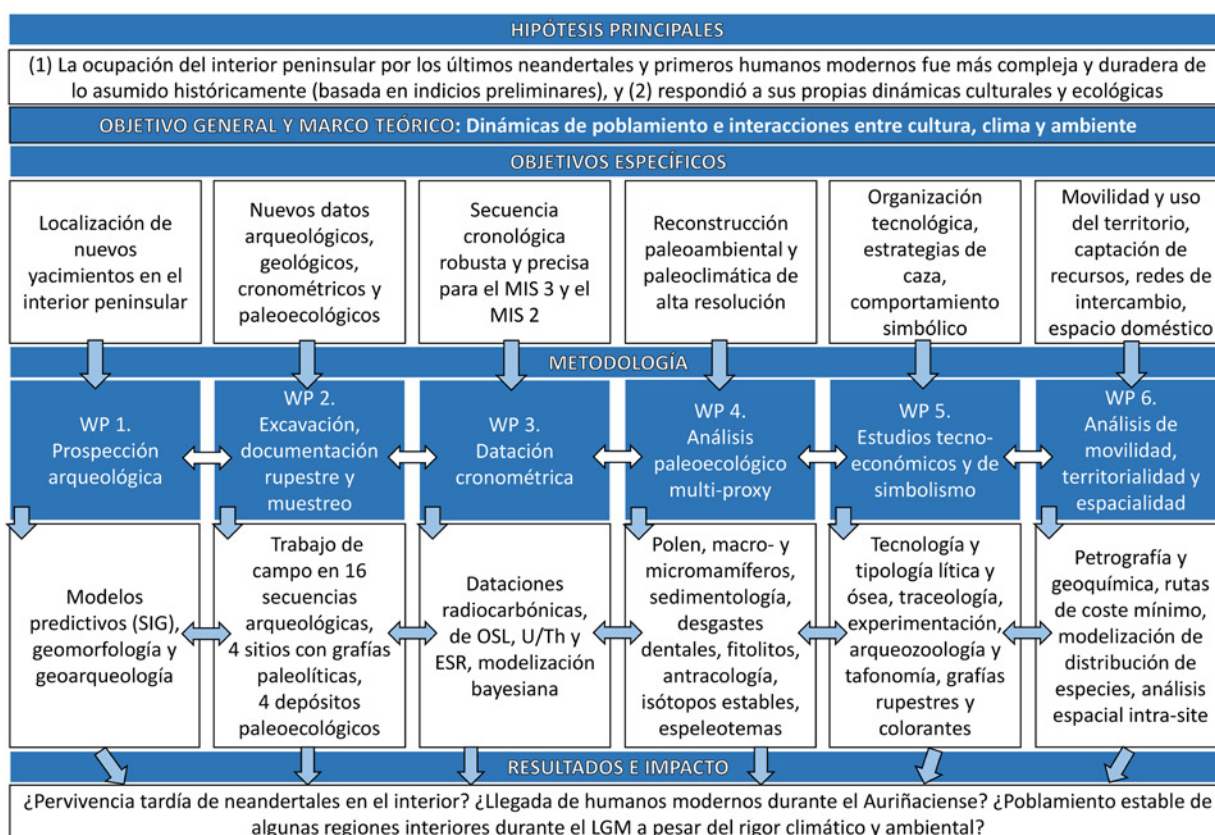 HIPÓTESIS PRINCIPALES
(1) La ocupación del interior peninsular por los últimos neandertales y primeros humanos modernos fue más compleja y duradera de
lo asumido históricamente (basada en indicios preliminares), y (2) respondió a sus propias dinámicas culturales y ecológicas
OBJETIVO GENERAL Y MARCO TEÓRICO: Dinámicas de poblamiento e interacciones entre cultura, clima y ambiente
OBJETIVOS ESPECÍFICOS
Localización de
nuevos
yacimientos en el
interior peninsular
Nuevos datos
arqueológicos,
geológicos,
cronométricos y
paleoecológicos
Secuencia
cronológica
robusta y precisa
para el MIS 3 y el
MIS 2
Reconstrucción
paleoambiental y
paleoclimática de
alta resolución
Organización
tecnológica,
estrategias de
caza,
comportamiento
simbólico
Movilidad y uso
del territorio,
captación de
recursos, redes de
intercambio,
espacio doméstico
METODOLOGÍA
WP 1.
Prospección
arqueológica
WP 2.
Excavación,
documentación
rupestre y
muestreo
WP 3.
Datación
cronométrica
WP 4.
Análisis
paleoecológico
multi-proxy
WP 5.
Estudios tecno-
económicos y de
simbolismo
WP 6.
Análisis de
movilidad,
territorialidad y
espacialidad
Modelos
predictivos (SIG),
geomorfología y
geoarqueología
Trabajo de
campo en 16
secuencias
arqueológicas,
4 sitios con grafías
paleolíticas,
4 depósitos
paleoecológicos
Dataciones
radiocarbónicas,
de OSL, U/Th y
ESR, modelización
bayesiana
Polen, macro- y
micromamíferos,
sedimentología,
desgastes
dentales, fitolitos,
antracología,
isótopos estables,
espeleotemas
Tecnología y
tipología lítica y
ósea, traceología,
experimentación,
arqueozoología y
tafonomía, grafías
rupestres y
colorantes
Petrografía y
geoquímica, rutas
de coste mínimo,
modelización de
distribución de
especies, análisis
espacial intra-site
RESULTADOS E IMPACTO
¿Pervivencia tardía de neandertales en el interior? ¿Llegada de humanos modernos durante el Auriñaciense? ¿Poblamiento estable de
algunas regiones interiores durante el LGM a pesar del rigor climático y ambiental?